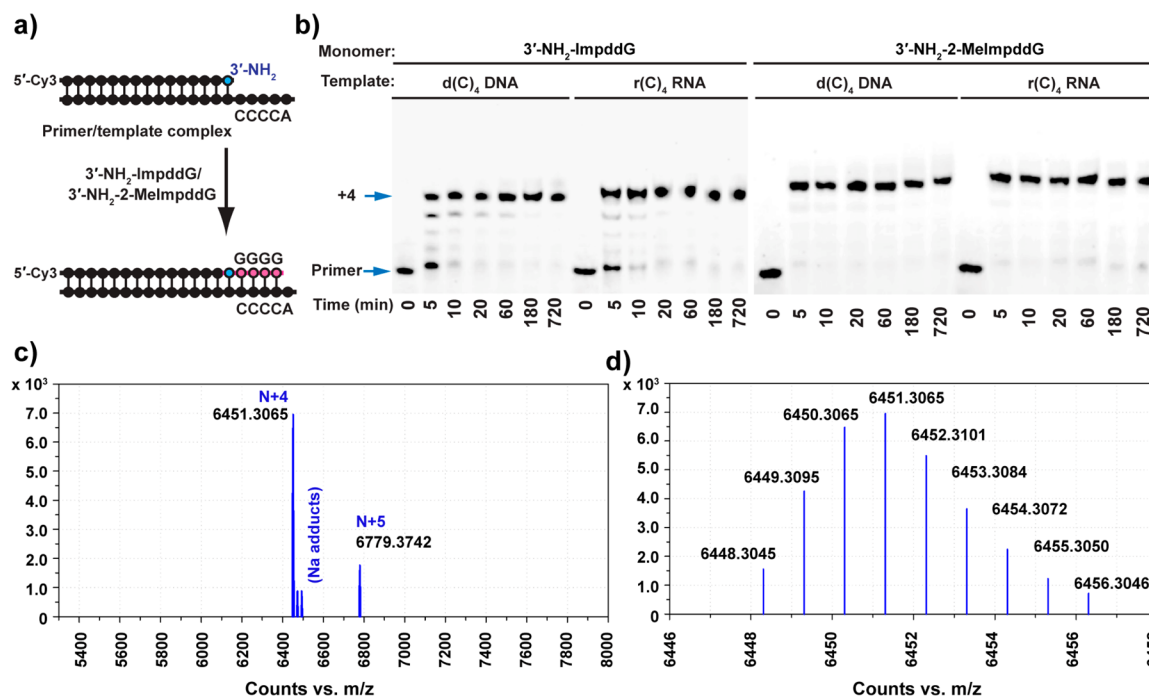 a)
5′-Cy3
3′-NH2
CCCCA
Primer/template complex
3′-NH2-ImpddG/
3′-NH2-2-MeImpddG
GGGG
5′-Cy3
CCCCA
b)
Monomer:
3′-NH2-ImpddG
3′-NH2-2-MeImpddG
Template:
d(C)4 DNA
r(C)4 RNA
d(C)4 DNA
r(C)4 RNA
+4
Primer
Time (min)
0 5 10 20 60 180 720
0 5 10 20 60 180 720
0 5 10 20 60 180 720
0 5 10 20 60 180 720
c)
x 10³
7.0
6.0
5.0
4.0
3.0
2.0
1.0
0
N+4
6451.3065
(Na adducts)
N+5
6779.3742
5400 5600 5800 6000 6200 6400 6600 6800 7000 7200 7400 7600 7800 8000
Counts vs. m/z
d)
x 10³
7.0
6.0
5.0
4.0
3.0
2.0
1.0
0
6448.3045
6449.3095
6450.3065
6451.3065
6452.3101
6453.3084
6454.3072
6455.3050
6456.3046
6446 6448 6450 6452 6454 6456
Counts vs. m/z